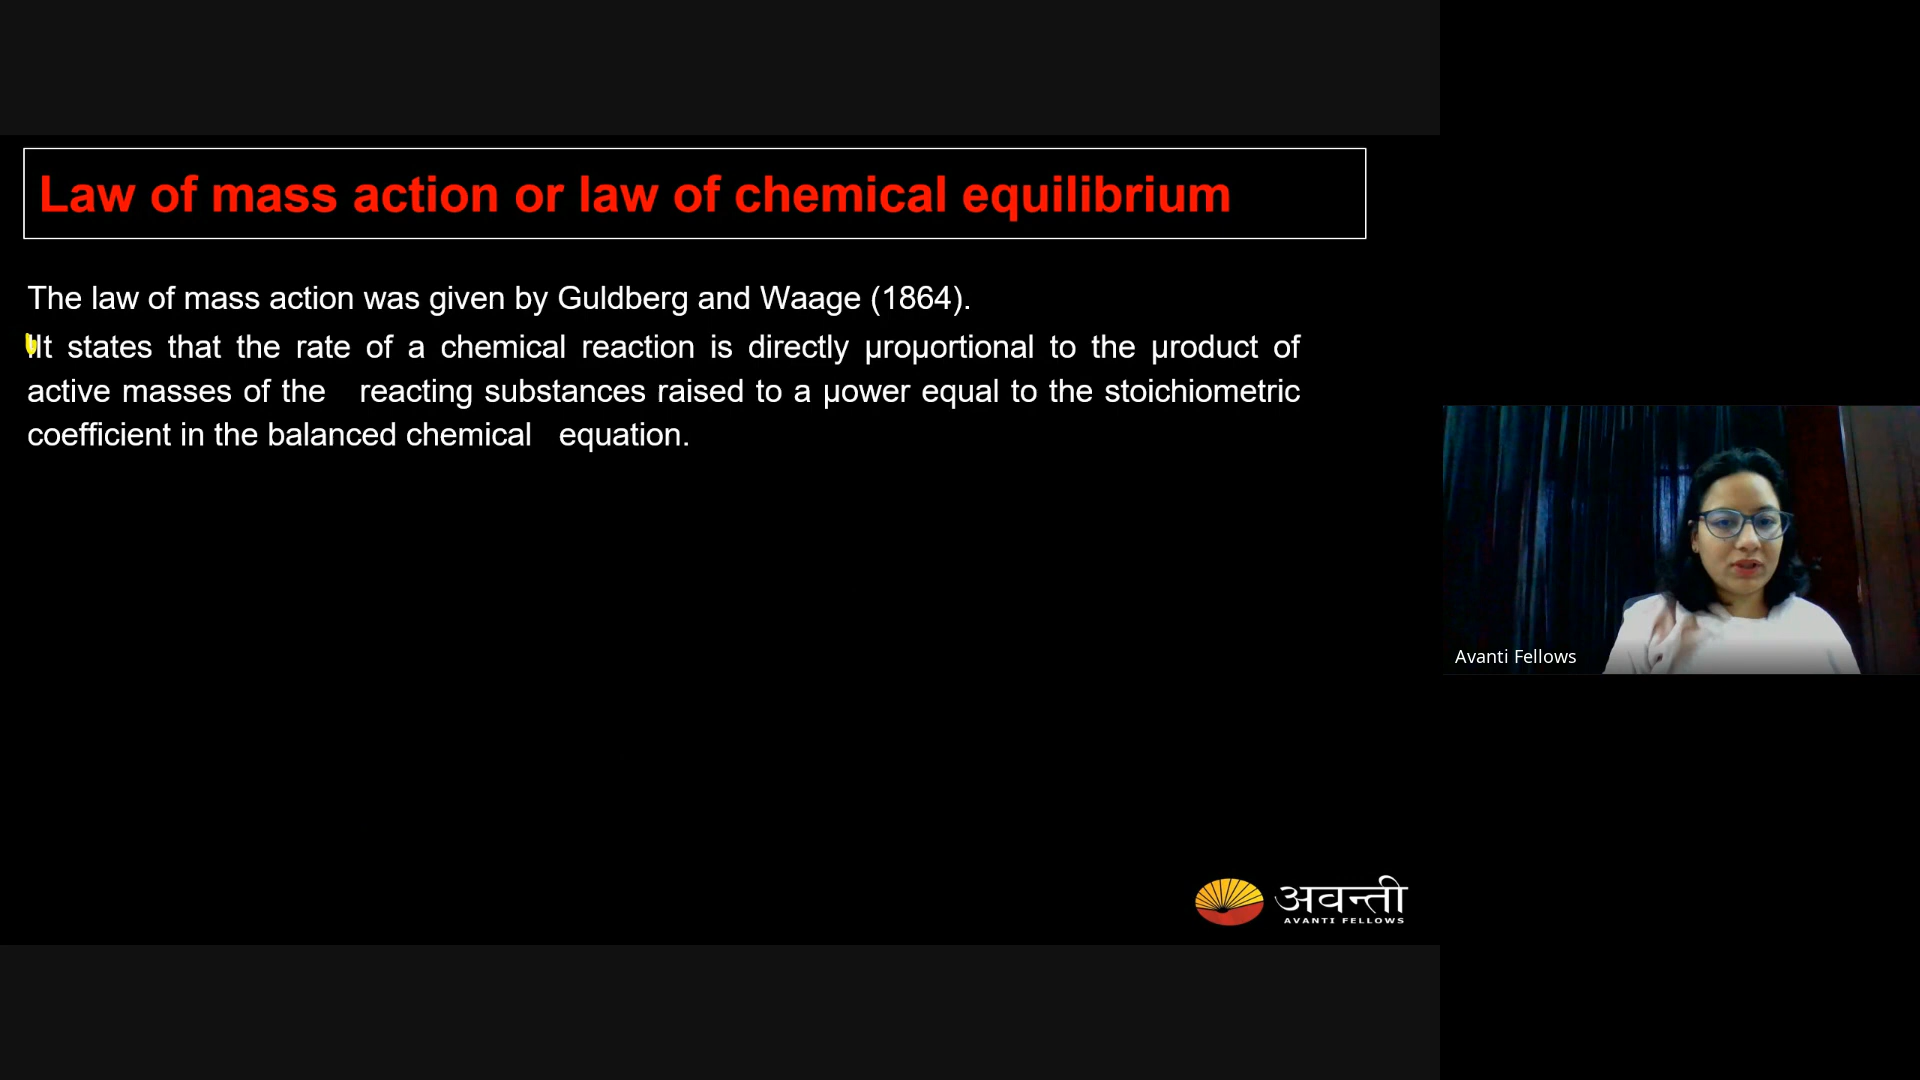 Law of mass action or law of chemical equilibrium
The law of mass action was given by Guldberg and Waage (1864).
It states that the rate of a chemical reaction is directly µroµortional to the µroduct of
active masses of the reacting substances raised to a µower equal to the stoichiometric
coefficient in the balanced chemical equation.
Avanti Fellows
अवन्ती
AVANTI FELLOWS